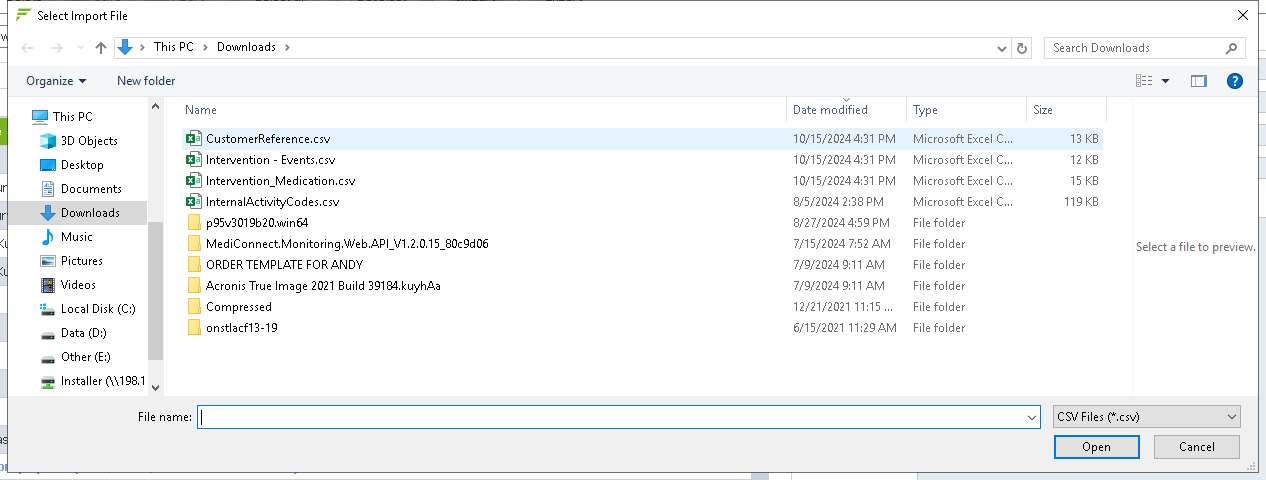 Select Import File
This PC > Downloads >
Search Downloads
Organize
New folder
This PC
3D Objects
Desktop
Documents
Downloads
Music
Pictures
Videos
Local Disk (C:)
Data (D:)
Other (E:)
Installer (\\198.1
Name Date modified Type Size
CustomerReference.csv 10/15/2024 4:31 PM Microsoft Excel C... 13 KB
Intervention - Events.csv 10/15/2024 4:31 PM Microsoft Excel C... 12 KB
Intervention_Medication.csv 10/15/2024 4:31 PM Microsoft Excel C... 15 KB
InternalActivityCodes.csv 8/5/2024 2:38 PM Microsoft Excel C... 119 KB
p95v3019b20.win64 8/27/2024 4:59 PM File folder
MediConnect.Monitoring.Web.API_V1.2.0.15_80c9d06 7/15/2024 7:52 AM File folder
ORDER TEMPLATE FOR ANDY 7/9/2024 9:11 AM File folder
Acronis True Image 2021 Build 39184.kuyhAa 7/9/2024 9:11 AM File folder
Compressed 12/21/2021 11:15 ... File folder
onstlacf13-19 6/15/2021 11:29 AM File folder
Select a file to preview.
File name:
CSV Files (*.csv)
Open
Cancel